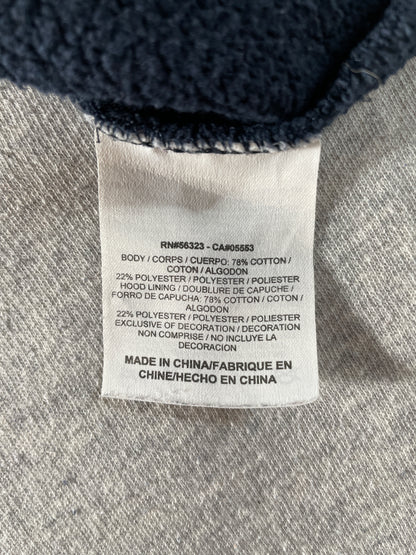 RN#56323 - CA#05553
BODY / CORPS / CUERPO: 78% COTTON /
COTON / ALGODON
22% POLYESTER / POLYESTER / POLIESTER
HOOD LINING / DOUBLURE DE CAPUCHE /
FORRO DE CAPUCHA: 78% COTTON / COTON /
ALGODON
22% POLYESTER / POLYESTER / POLIESTER
EXCLUSIVE OF DECORATION / DECORATION
NON COMPRISE / NO INCLUYE LA
DECORACION
MADE IN CHINA/FABRIQUE EN
CHINE/HECHO EN CHINA